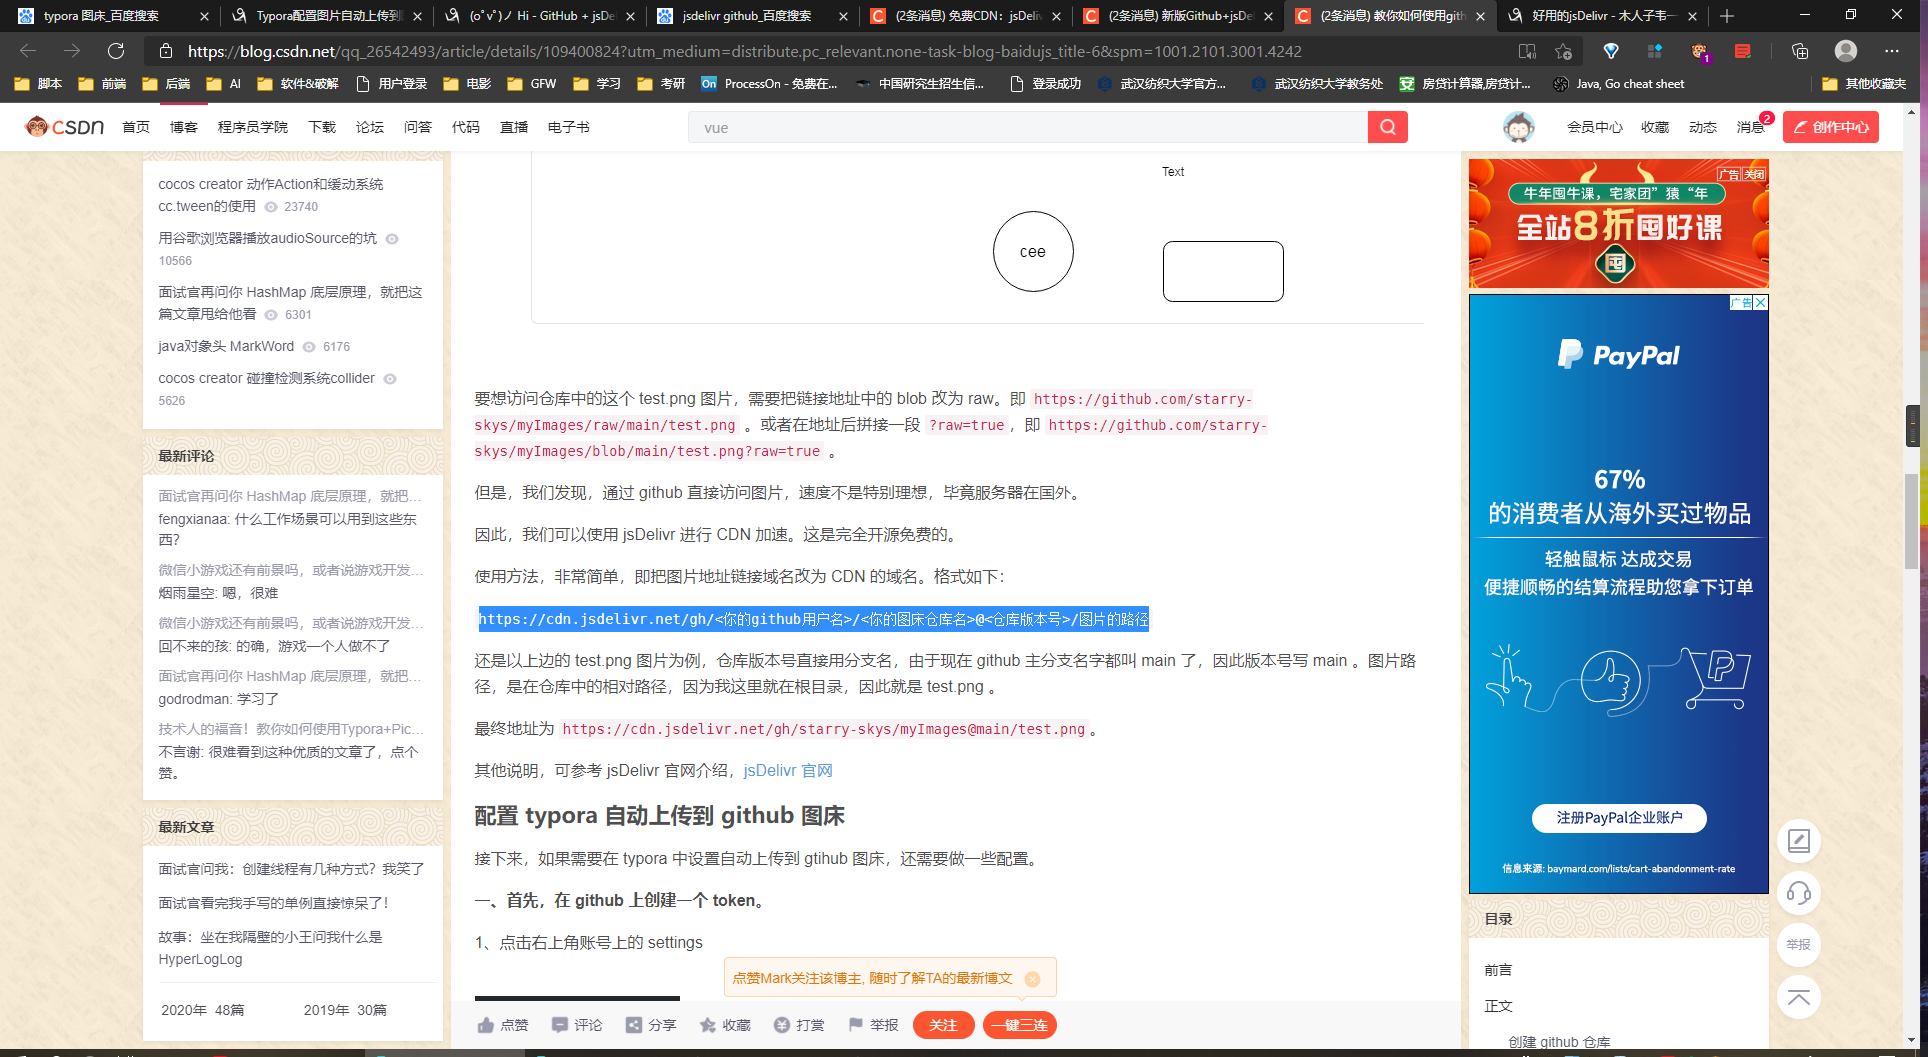 typora 图床_百度搜索
Typora配置图片自动上传到
(o゚v゚)ノ Hi - GitHub + jsDe
jsdelivr github_百度搜索
(2条消息) 免费CDN：jsDeliv
(2条消息) 新版Github+jsDe
(2条消息) 教你如何使用gith
好用的jsDelivr - 木人子韦一
https://blog.csdn.net/qq_26542493/article/details/109400824?utm_medium=distribute.pc_relevant.none-task-blog-baidujs_title-6&spm=1001.2101.3001.4242
1
脚本
前端
后端
AI
软件&破解
用户登录
电影
GFW
学习
考研
On ProcessOn - 免费在...
中国研究生招生信...
登录成功
武汉纺织大学官方...
武汉纺织大学教务处
房贷计算器,房贷计...
Java, Go cheat sheet
其他收藏夹
CSDN
首页
博客
程序员学院
下载
论坛
问答
代码
直播
电子书
vue
会员中心
收藏
动态
消息
2
创作中心
cocos creator 动作Action和缓动系统
cc.tween的使用 23740
用谷歌浏览器播放audioSource的坑
10566
面试官再问你 HashMap 底层原理，就把这
篇文章甩给他看 6301
java对象头 MarkWord 6176
cocos creator 碰撞检测系统collider
5626
最新评论
面试官再问你 HashMap 底层原理，就把...
fengxianaa: 什么工作场景可以用到这些东
西？
微信小游戏还有前景吗，或者说游戏开发...
烟雨星空: 嗯，很难
微信小游戏还有前景吗，或者说游戏开发...
回不来的孩: 的确，游戏一个人做不了
面试官再问你 HashMap 底层原理，就把...
godrodman: 学习了
技术人的福音！教你如何使用Typora+Pic...
不言谢: 很难看到这种优质的文章了，点个
赞。
最新文章
面试官问我：创建线程有几种方式？我笑了
面试官看完我手写的单例直接惊呆了！
故事：坐在我隔壁的小王问我什么是
HyperLogLog
2020年 48篇
2019年 30篇
Text
cee
要想访问仓库中的这个 test.png 图片，需要把链接地址中的 blob 改为 raw。即 https://github.com/starry-
skys/myImages/raw/main/test.png 。或者在地址后拼接一段 ?raw=true ，即 https://github.com/starry-
skys/myImages/blob/main/test.png?raw=true 。
但是，我们发现，通过 github 直接访问图片，速度不是特别理想，毕竟服务器在国外。
因此，我们可以使用 jsDelivr 进行 CDN 加速。这是完全开源免费的。
使用方法，非常简单，即把图片地址链接域名改为 CDN 的域名。格式如下：
https://cdn.jsdelivr.net/gh/<你的github用户名>/<你的图床仓库名>@<仓库版本号>/图片的路径
还是以上边的 test.png 图片为例，仓库版本号直接用分支名，由于现在 github 主分支名字都叫 main 了，因此版本号写 main 。图片路
径，是在仓库中的相对路径，因为我这里就在根目录，因此就是 test.png 。
最终地址为 https://cdn.jsdelivr.net/gh/starry-skys/myImages@main/test.png 。
其他说明，可参考 jsDelivr 官网介绍，jsDelivr 官网
配置 typora 自动上传到 github 图床
接下来，如果需要在 typora 中设置自动上传到 gtihub 图床，还需要做一些配置。
一、首先，在 github 上创建一个 token。
1、点击右上角账号上的 settings
点赞Mark关注该博主, 随时了解TA的最新博文
点赞
评论
分享
收藏
打赏
举报
关注
一键三连
广告 关闭
牛年囤牛课，宅家团”猿“年
全站8折囤好课
囤
广告
PayPal
67%
的消费者从海外买过物品
轻触鼠标 达成交易
便捷顺畅的结算流程助您拿下订单
注册PayPal企业账户
信息来源: baymard.com/lists/cart-abandonment-rate
目录
前言
正文
创建 github 仓库
举报